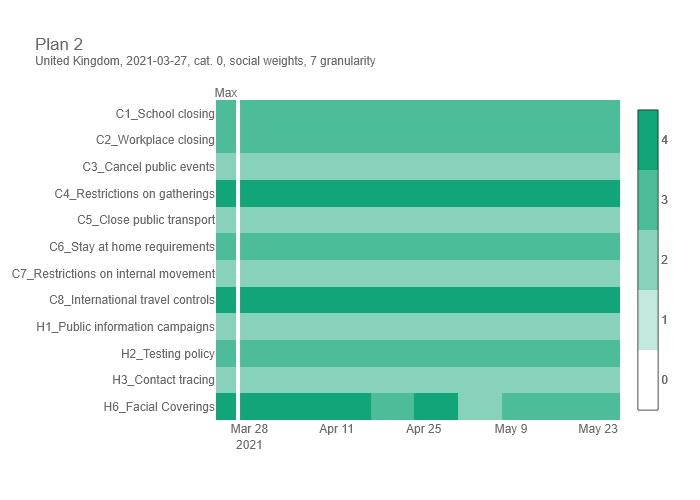 Plan 2
United Kingdom, 2021-03-27, cat. 0, social weights, 7 granularity
Max
C1_School closing
C2_Workplace closing
C3_Cancel public events
C4_Restrictions on gatherings
C5_Close public transport
C6_Stay at home requirements
C7_Restrictions on internal movement
C8_International travel controls
H1_Public information campaigns
H2_Testing policy
H3_Contact tracing
H6_Facial Coverings
Mar 28 Apr 11 Apr 25 May 9 May 23
2021
4
3
2
1
0